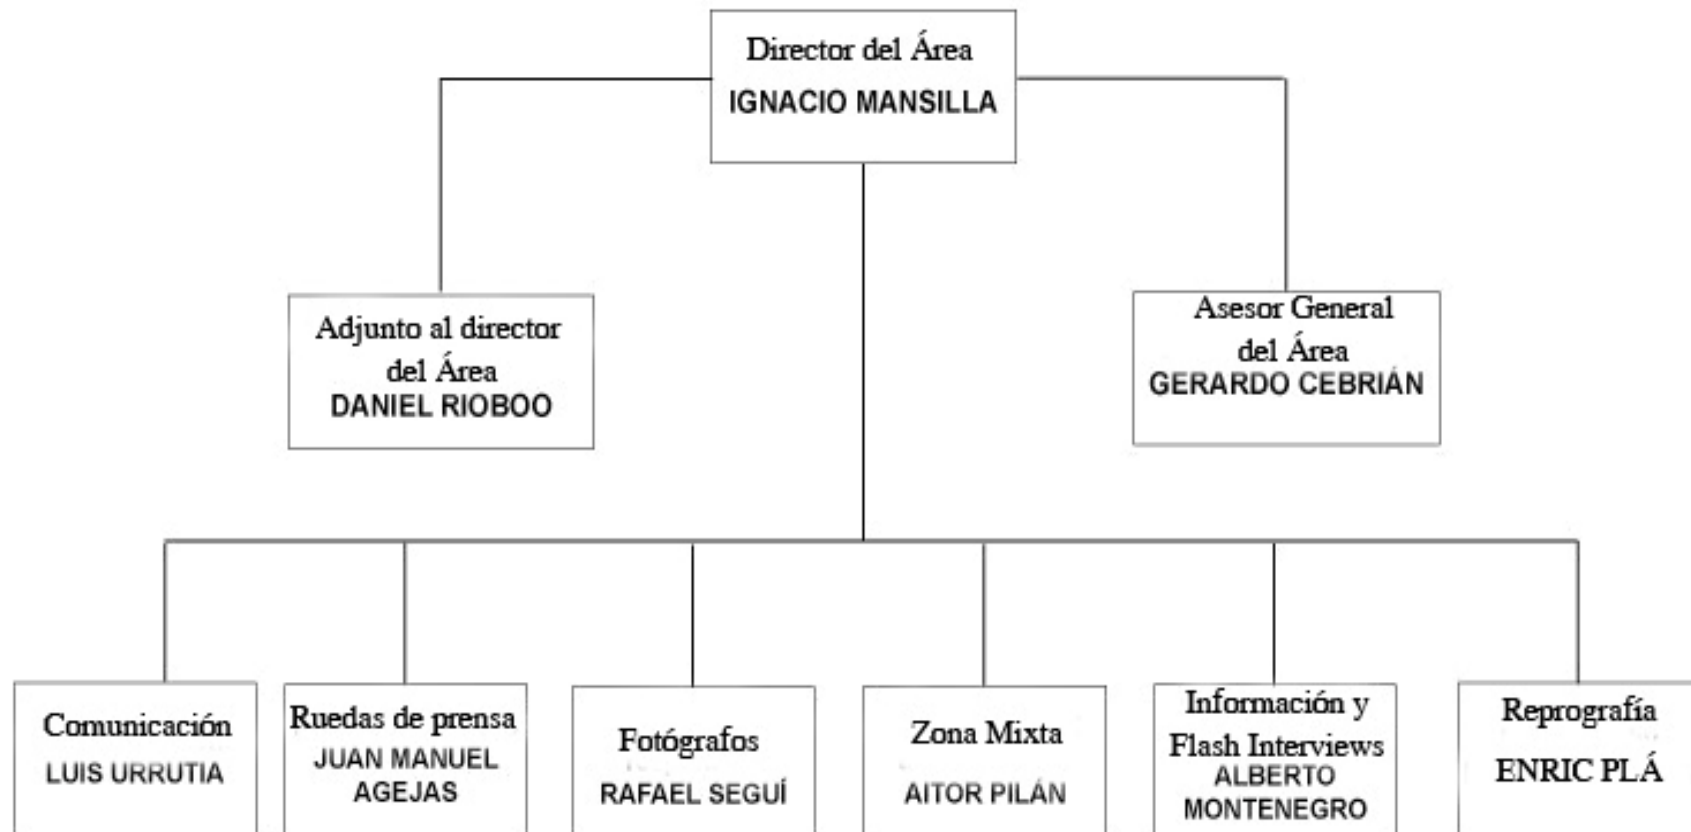 Director del Área
IGNACIO MANSILLA
Adjunto al director
del Área
DANIEL RIOBOO
Asesor General
del Área
GERARDO CEBRIÁN
Comunicación
LUIS URRUTIA
Ruedas de prensa
JUAN MANUEL
AGEJAS
Fotógrafos
RAFAEL SEGUÍ
Zona Mixta
AITOR PILÁN
Información y
Flash Interviews
ALBERTO
MONTENEGRO
Reprografía
ENRIC PLÁ